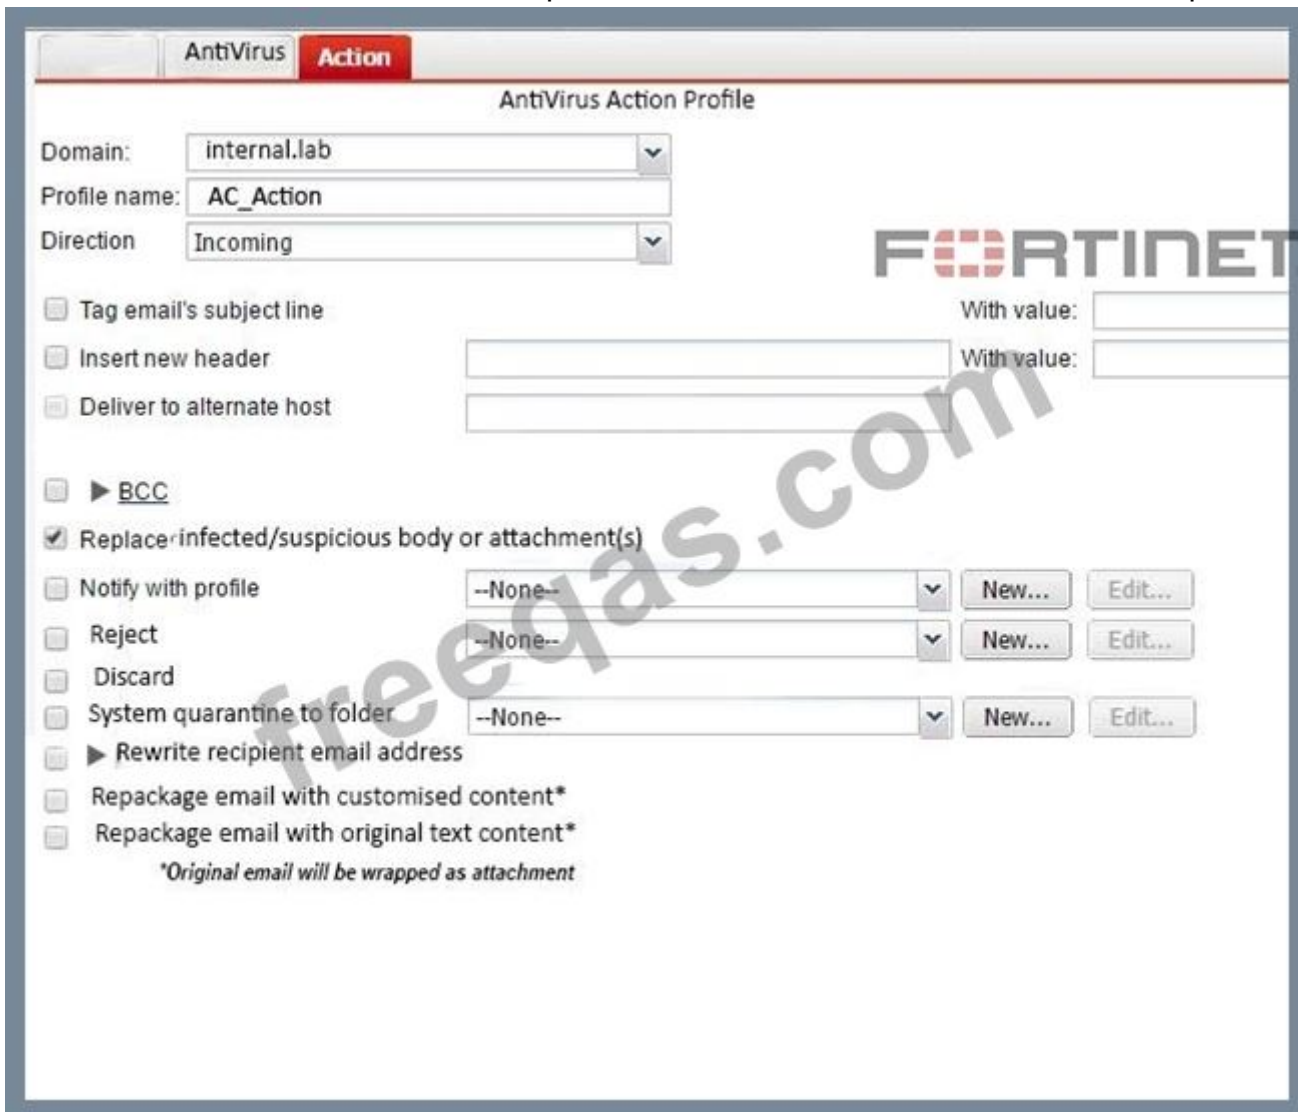 AntiVirus Action
AntiVirus Action Profile
Domain: internal.lab
Profile name: AC_Action
Direction Incoming
FORTINET
Tag email's subject line With value:
Insert new header With value:
Deliver to alternate host
BCC
Replace infected/suspicious body or attachment(s)
Notify with profile --None-- New... Edit...
Reject --None-- New... Edit...
Discard
System quarantine to folder --None-- New... Edit...
Rewrite recipient email address
Repackage email with customised content*
Repackage email with original text content*
*Original email will be wrapped as attachment
freeqas.com